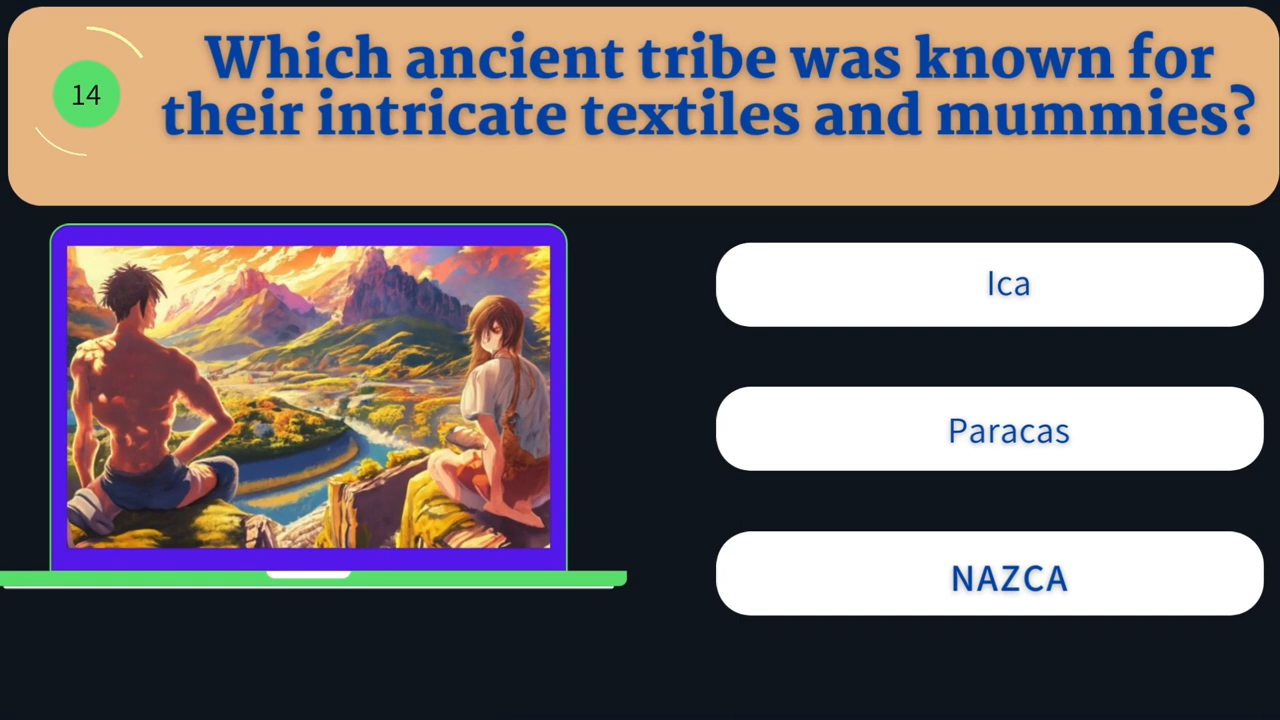 14
Which ancient tribe was known for
their intricate textiles and mummies?
Ica
Paracas
NAZCA